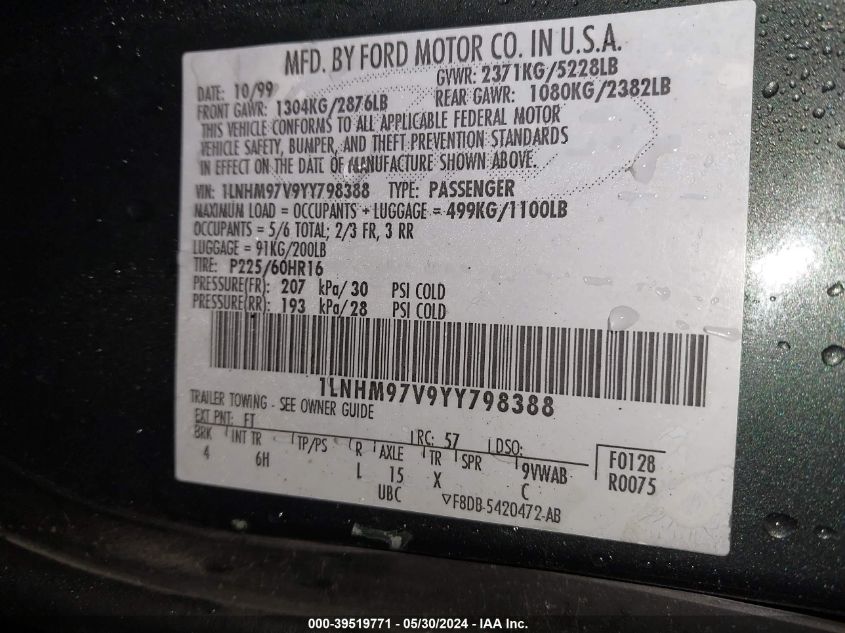 MFD. BY FORD MOTOR CO. IN U.S.A.
DATE: 10/99 GVWR: 2371KG/5228LB
FRONT GAWR: 1304KG/2876LB REAR GAWR: 1080KG/2382LB
THIS VEHICLE CONFORMS TO ALL APPLICABLE FEDERAL MOTOR
VEHICLE SAFETY, BUMPER, AND THEFT PREVENTION STANDARDS
IN EFFECT ON THE DATE OF MANUFACTURE SHOWN ABOVE.
VIN: 1LNHM97V9YY798388 TYPE: PASSENGER
MAXIMUM LOAD = OCCUPANTS + LUGGAGE = 499KG/1100LB
OCCUPANTS = 5/6 TOTAL; 2/3 FR, 3 RR
LUGGAGE = 91KG/200LB
TIRE: P225/60HR16
PRESSURE(FR): 207 kPa/ 30 PSI COLD
PRESSURE(RR): 193 kPa/ 28 PSI COLD
1LNHM97V9YY798388
TRAILER TOWING - SEE OWNER GUIDE
EXT PNT: FT RC: 57 DSO:
BRK INT TR TP/PS R AXLE TR SPR 9VWAB F0128
4 6H L 15 X C R0075
UBC ▽F8DB-5420472-AB
000-39519771 - 05/30/2024 - IAA Inc.